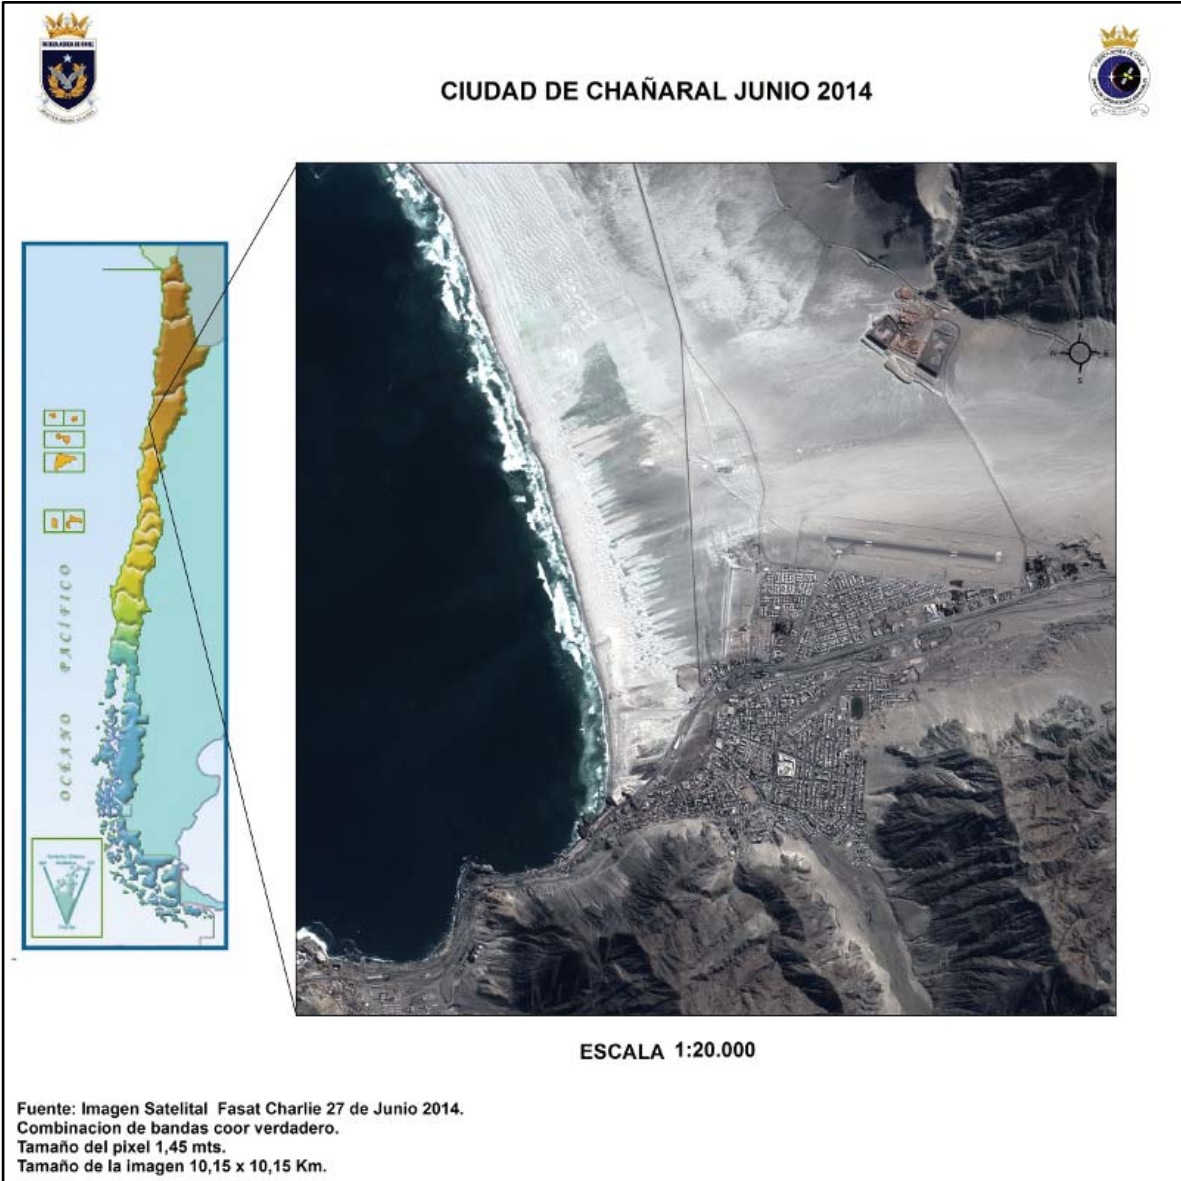 CIUDAD DE CHAÑARAL JUNIO 2014
OCÉANO PACÍFICO
N
W E
S
ESCALA 1:20.000
Fuente: Imagen Satelital Fasat Charlie 27 de Junio 2014.
Combinacion de bandas coor verdadero.
Tamaño del pixel 1,45 mts.
Tamaño de la imagen 10,15 x 10,15 Km.